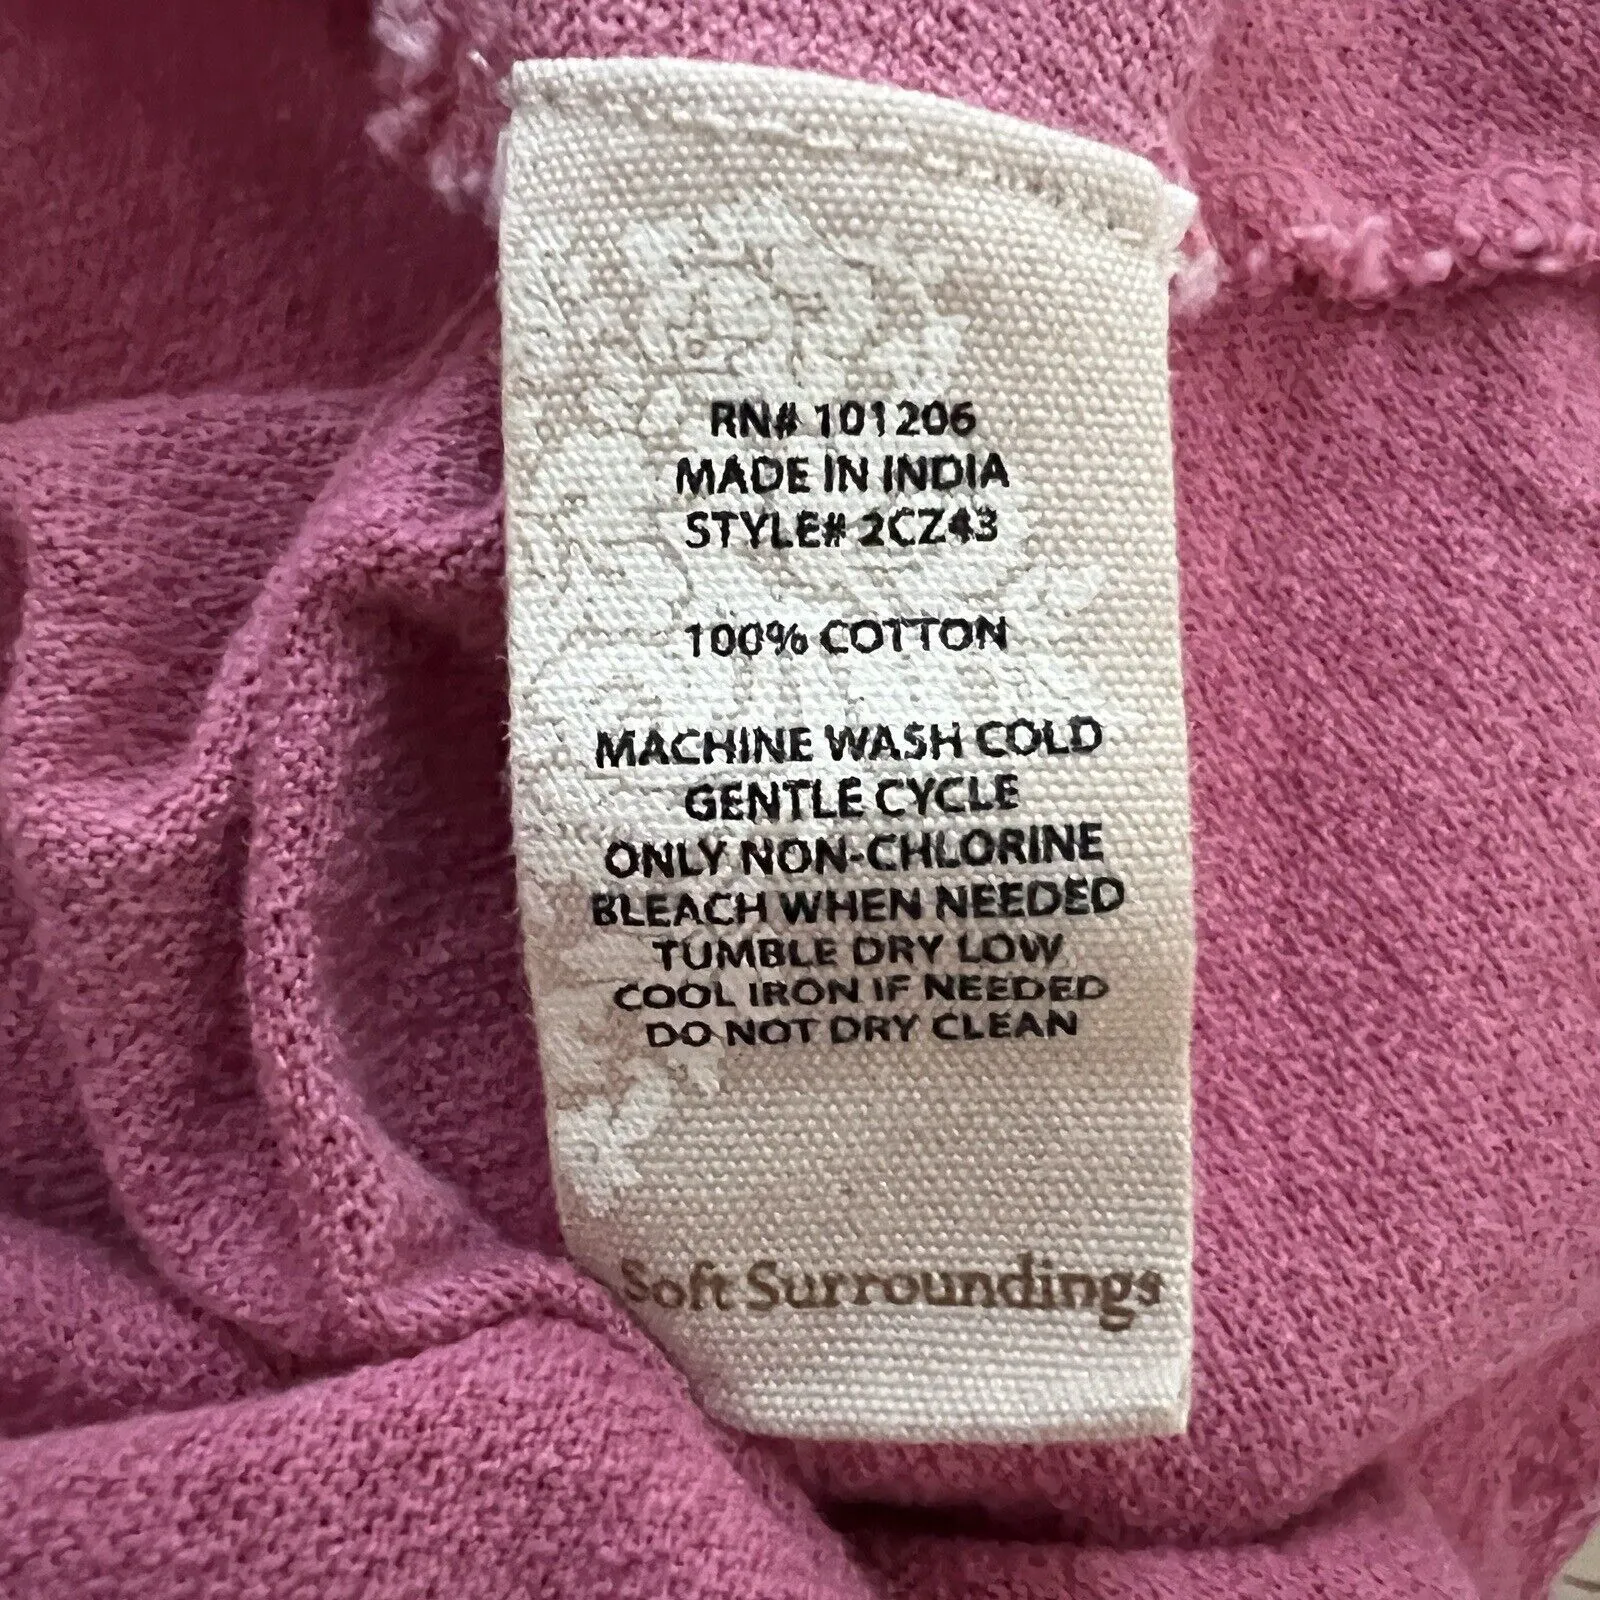 RN# 101206
MADE IN INDIA
STYLE# 2CZ43
100% COTTON
MACHINE WASH COLD
GENTLE CYCLE
ONLY NON-CHLORINE
BLEACH WHEN NEEDED
TUMBLE DRY LOW
COOL IRON IF NEEDED
DO NOT DRY CLEAN
Soft Surroundings